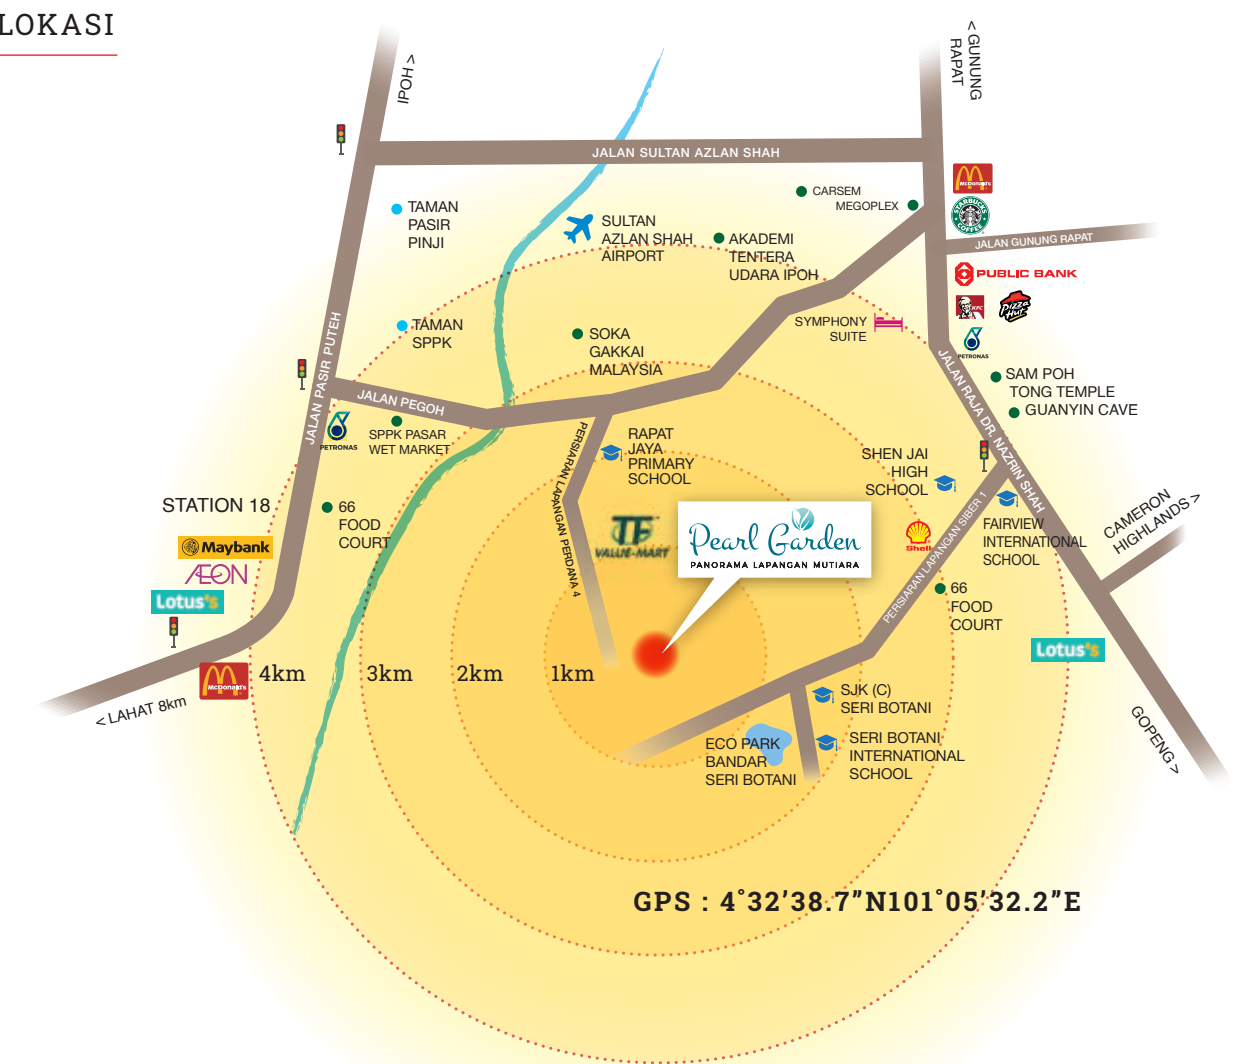 LOKASI
IPOH >
< GUNUNG
RAPAT
JALAN SULTAN AZLAN SHAH
McDonald's
STARBUCKS
COFFEE
CARSEM
MEGOPLEX
TAMAN
PASIR
PINJI
SULTAN
AZLAN SHAH
AIRPORT
AKADEMI
TENTERA
UDARA IPOH
JALAN GUNUNG RAPAT
PUBLIC BANK
KFC
Pizza
Hut
PETRONAS
TAMAN
SPPK
SOKA
GAKKAI
MALAYSIA
SYMPHONY
SUITE
JALAN PASIR PUTEH
JALAN PEGOH
JALAN RAJA DR. NAZRIN SHAH
SAM POH
TONG TEMPLE
GUANYIN CAVE
PETRONAS
SPPK PASAR
WET MARKET
PERSIARAN LAPANGAN PERDANA 4
RAPAT
JAYA
PRIMARY
SCHOOL
SHEN JAI
HIGH
SCHOOL
STATION 18
66
FOOD
COURT
Maybank
ÆON
Lotus's
TF
VALUE-MART
Pearl Garden
PANORAMA LAPANGAN MUTIARA
Shell
PERSIARAN LAPANGAN SIBER 1
FAIRVIEW
INTERNATIONAL
SCHOOL
CAMERON
HIGHLANDS >
66
FOOD
COURT
Lotus's
McDonald's
4km
3km
2km
1km
< LAHAT 8km
SJK (C)
SERI BOTANI
ECO PARK
BANDAR
SERI BOTANI
SERI BOTANI
INTERNATIONAL
SCHOOL
GOPENG >
GPS : 4˚32’38.7”N101˚05’32.2”E